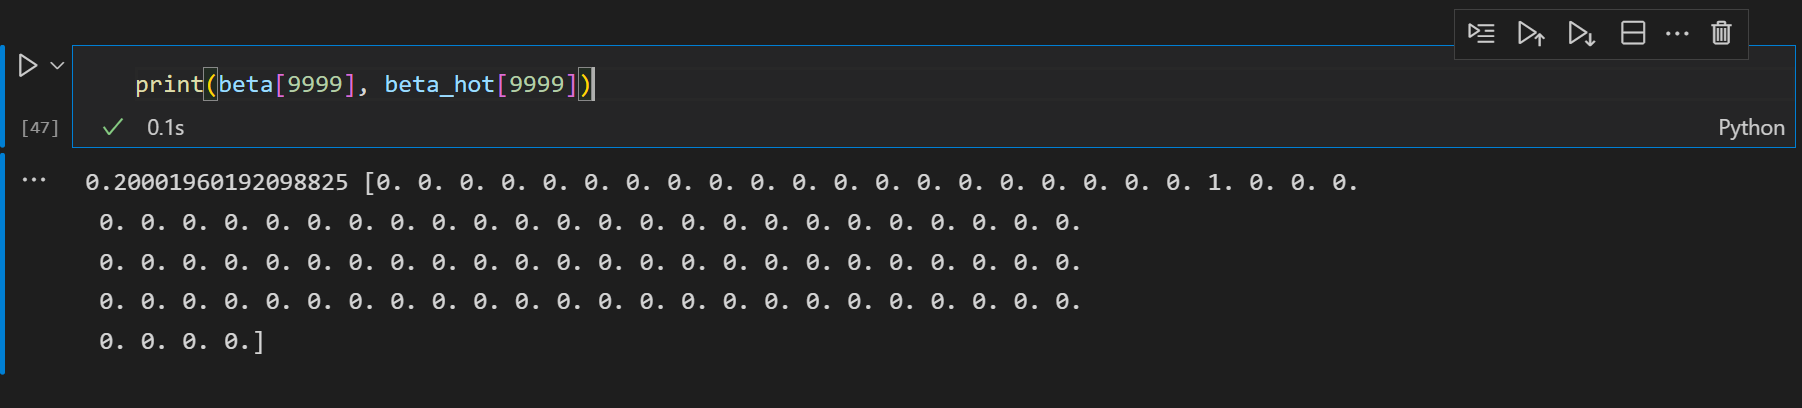 print(beta[9999], beta_hot[9999])
[47] 0.1s Python
0.20001960192098825 [0. 0. 0. 0. 0. 0. 0. 0. 0. 0. 0. 0. 0. 0. 0. 0. 0. 0. 0. 0. 1. 0. 0. 0.
0. 0. 0. 0. 0. 0. 0. 0. 0. 0. 0. 0. 0. 0. 0. 0. 0. 0. 0. 0. 0. 0. 0. 0.
0. 0. 0. 0. 0. 0. 0. 0. 0. 0. 0. 0. 0. 0. 0. 0. 0. 0. 0. 0. 0. 0. 0. 0.
0. 0. 0. 0. 0. 0. 0. 0. 0. 0. 0. 0. 0. 0. 0. 0. 0. 0. 0. 0. 0. 0. 0. 0.
0. 0. 0. 0.]